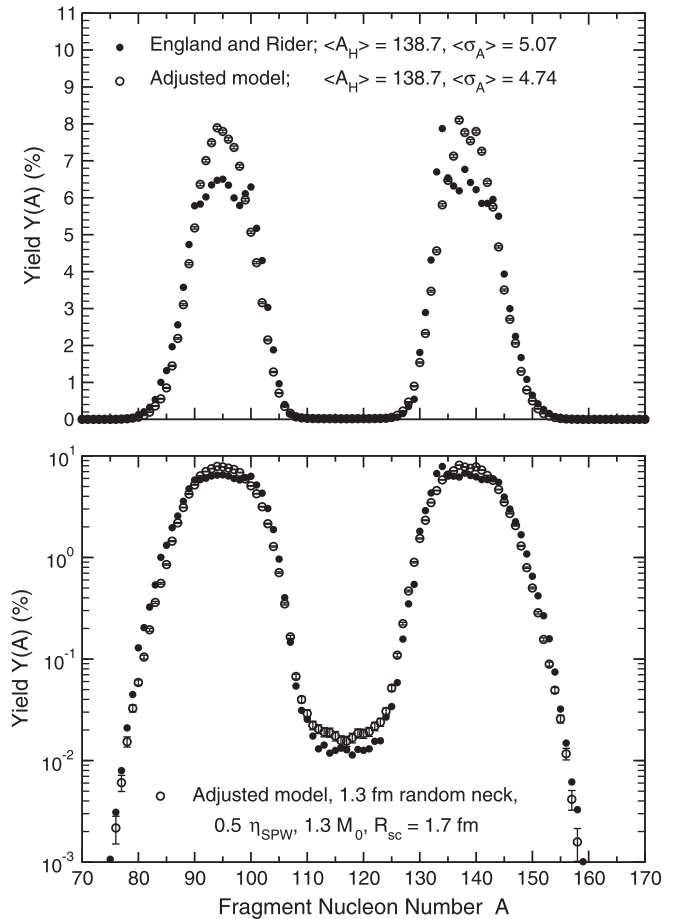 11
10
9
8
7
6
5
4
3
2
1
0
Yield Y(A) (%)
England and Rider; <A_H> = 138.7, <σ_A> = 5.07
Adjusted model; <A_H> = 138.7, <σ_A> = 4.74
10^1
10^0
10^-1
10^-2
10^-3
Yield Y(A) (%)
Adjusted model, 1.3 fm random neck,
0.5 η_SPW, 1.3 M_0, R_sc = 1.7 fm
70 80 90 100 110 120 130 140 150 160 170
Fragment Nucleon Number A